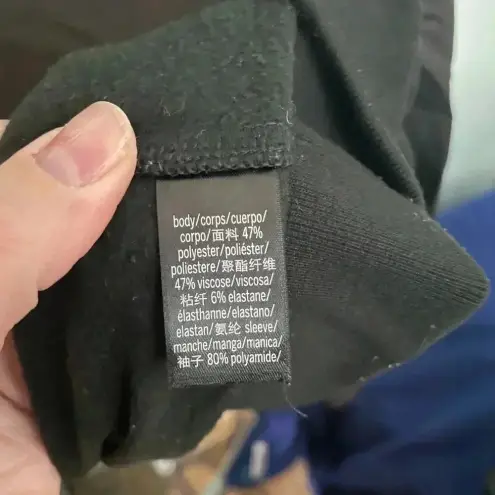 body/corps/cuerpo/
corpo/面料 47%
polyester/poliéster/
poliestere/聚酯纤维
47% viscose/viscosa/
粘纤 6% elastane/
élasthanne/elastano/
elastan/氨纶 sleeve/
manche/manga/manica/
袖子 80% polyamide/